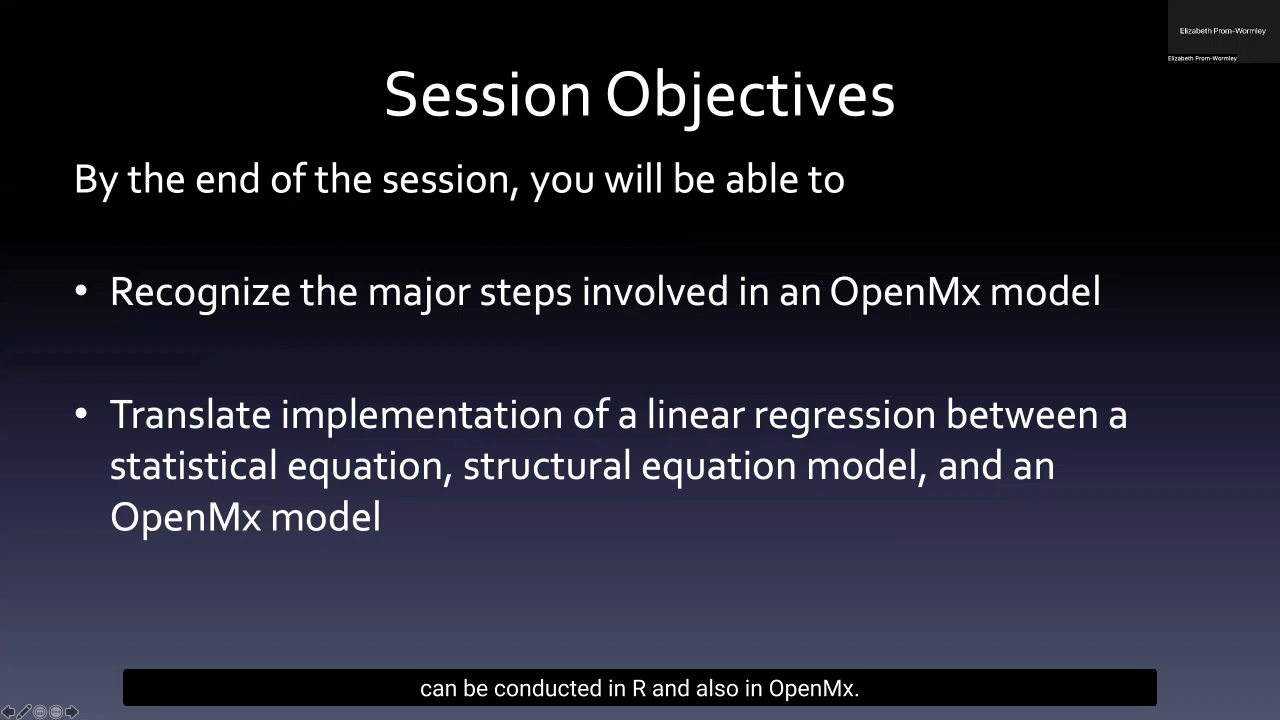 Elizabeth Prom-Wormley
Elizabeth Prom-Wormley
Session Objectives
By the end of the session, you will be able to
• Recognize the major steps involved in an OpenMx model
• Translate implementation of a linear regression between a
statistical equation, structural equation model, and an
OpenMx model
can be conducted in R and also in OpenMx.